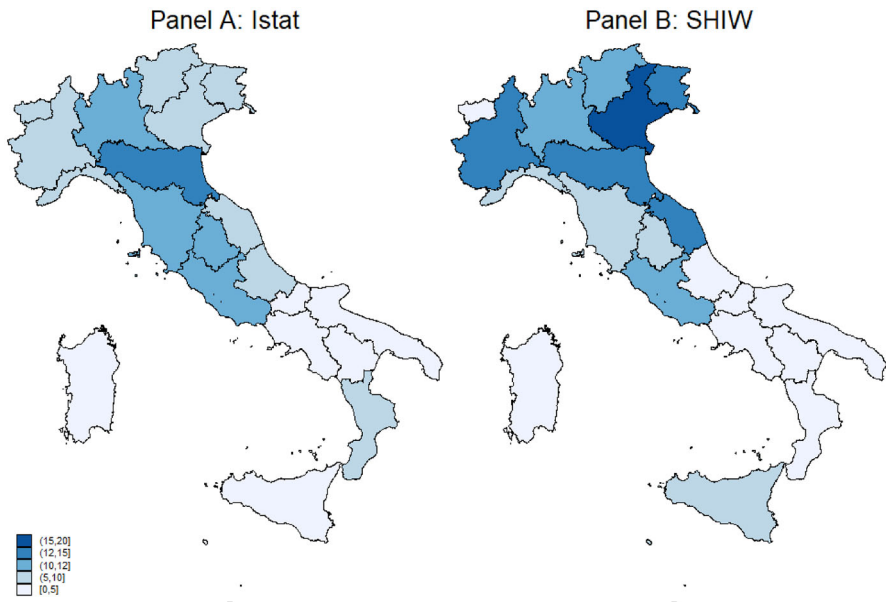 Panel A: Istat
Panel B: SHIW
(15,20]
(12,15]
(10,12]
(5,10]
[0,5]